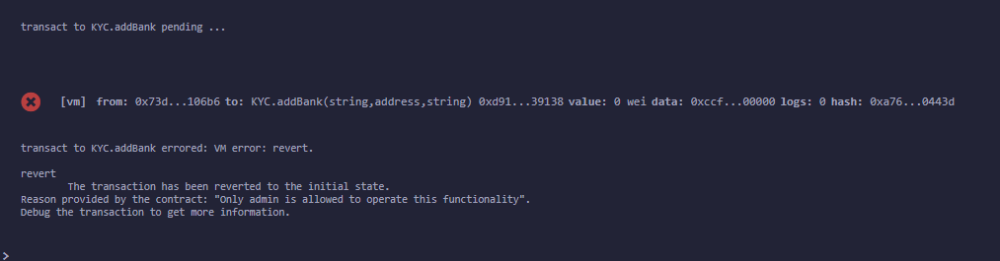 transact to KYC.addBank pending ...
[vm] from: 0x73d...106b6 to: KYC.addBank(string,address,string) 0xd91...39138 value: 0 wei data: 0xccf...00000 logs: 0 hash: 0xa76...0443d
transact to KYC.addBank errored: VM error: revert.
revert
The transaction has been reverted to the initial state.
Reason provided by the contract: "Only admin is allowed to operate this functionality".
Debug the transaction to get more information.
>